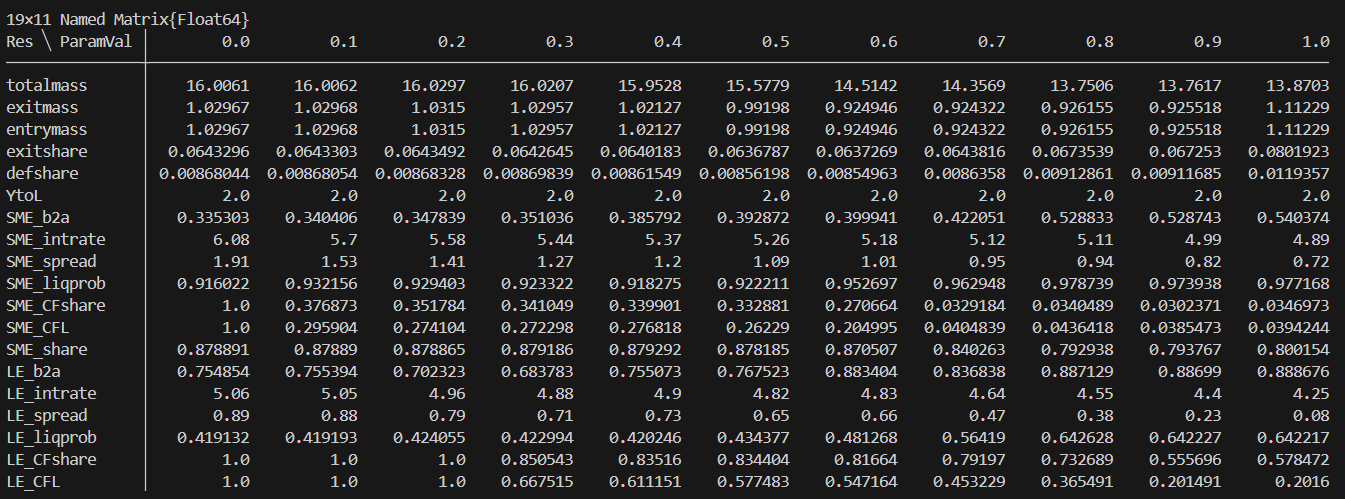 19×11 Named Matrix{Float64}
Res ╲ ParamVal │ 0.0 0.1 0.2 0.3 0.4 0.5 0.6 0.7 0.8 0.9 1.0
totalmass 16.0061 16.0062 16.0297 16.0207 15.9528 15.5779 14.5142 14.3569 13.7506 13.7617 13.8703
exitmass 1.02967 1.02968 1.0315 1.02957 1.02127 0.99198 0.924946 0.924322 0.926155 0.925518 1.11229
entrymass 1.02967 1.02968 1.0315 1.02957 1.02127 0.99198 0.924946 0.924322 0.926155 0.925518 1.11229
exitshare 0.0643296 0.0643303 0.0643492 0.0642645 0.0640183 0.0636787 0.0637269 0.0643816 0.0673539 0.067253 0.0801923
defshare 0.00868044 0.00868054 0.00868328 0.00869839 0.00861549 0.00856198 0.00854963 0.0086358 0.00912861 0.00911685 0.0119357
YtoL 2.0 2.0 2.0 2.0 2.0 2.0 2.0 2.0 2.0 2.0 2.0
SME_b2a 0.335303 0.340406 0.347839 0.351036 0.385792 0.392872 0.399941 0.422051 0.528833 0.528743 0.540374
SME_intrate 6.08 5.7 5.58 5.44 5.37 5.26 5.18 5.12 5.11 4.99 4.89
SME_spread 1.91 1.53 1.41 1.27 1.2 1.09 1.01 0.95 0.94 0.82 0.72
SME_liqprob 0.916022 0.932156 0.929403 0.923322 0.918275 0.922211 0.952697 0.962948 0.978739 0.973938 0.977168
SME_CFshare 1.0 0.376873 0.351784 0.341049 0.339901 0.332881 0.270664 0.0329184 0.0340489 0.0302371 0.0346973
SME_CFL 1.0 0.295904 0.274104 0.272298 0.276818 0.26229 0.204995 0.0404839 0.0436418 0.0385473 0.0394244
SME_share 0.878891 0.87889 0.878865 0.879186 0.879292 0.878185 0.870507 0.840263 0.792938 0.793767 0.800154
LE_b2a 0.754854 0.755394 0.702323 0.683783 0.755073 0.767523 0.883404 0.836838 0.887129 0.88699 0.888676
LE_intrate 5.06 5.05 4.96 4.88 4.9 4.82 4.83 4.64 4.55 4.4 4.25
LE_spread 0.89 0.88 0.79 0.71 0.73 0.65 0.66 0.47 0.38 0.23 0.08
LE_liqprob 0.419132 0.419193 0.424055 0.422994 0.420246 0.434377 0.481268 0.56419 0.642628 0.642227 0.642217
LE_CFshare 1.0 1.0 1.0 0.850543 0.83516 0.834404 0.81664 0.79197 0.732689 0.555696 0.578472
LE_CFL 1.0 1.0 1.0 0.667515 0.611151 0.577483 0.547164 0.453229 0.365491 0.201491 0.2016